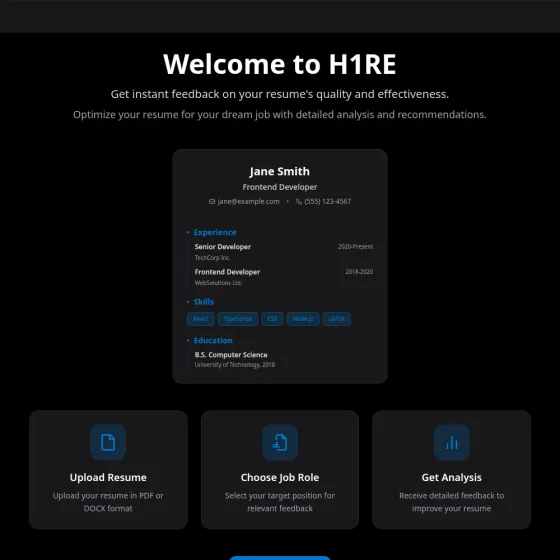 Welcome to H1RE
Get instant feedback on your resume's quality and effectiveness.
Optimize your resume for your dream job with detailed analysis and recommendations.
Jane Smith
Frontend Developer
jane@example.com • (555) 123-4567
• Experience
Senior Developer 2020-Present
TechCorp Inc.
Frontend Developer 2018-2020
WebSolutions Ltd.
• Skills
React TypeScript CSS Node.js UI/UX
• Education
B.S. Computer Science
University of Technology, 2018
Upload Resume Choose Job Role Get Analysis
Upload your resume in PDF or Select your target position for Receive detailed feedback to
DOCX format relevant feedback improve your resume